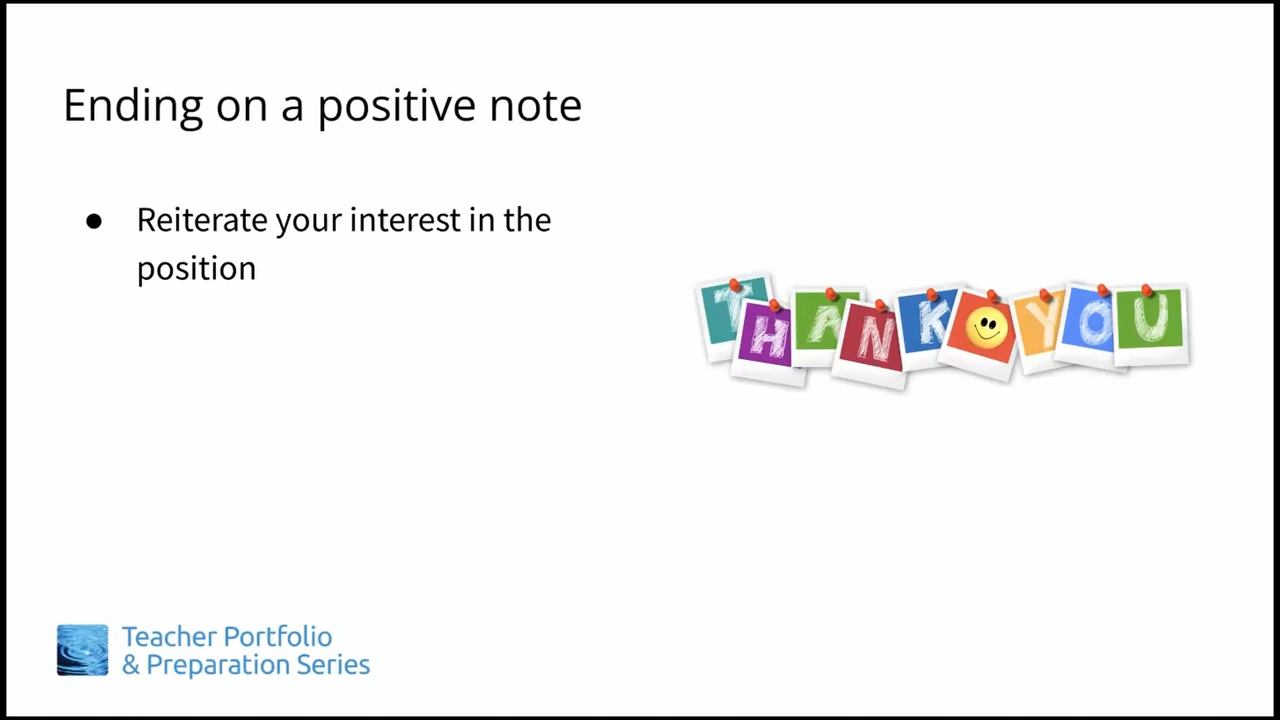 Ending on a positive note
● Reiterate your interest in the
position
THANK YOU
Teacher Portfolio
& Preparation Series